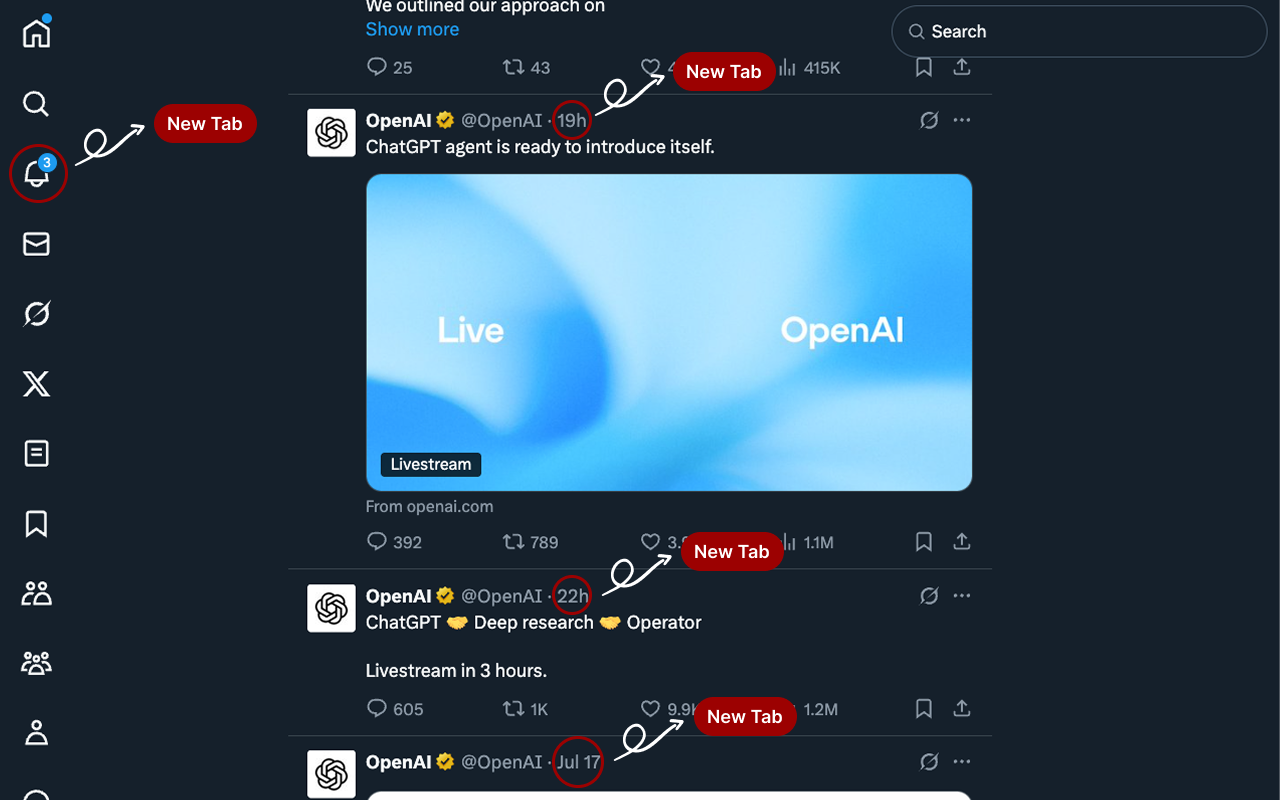 We outlined our approach on
Show more
Search
25
43
4
New Tab
415K
OpenAI @OpenAI · 19h
ChatGPT agent is ready to introduce itself.
New Tab
3
Live
OpenAI
Livestream
From openai.com
392
789
3.9
New Tab
1.1M
OpenAI @OpenAI · 22h
ChatGPT 🤝 Deep research 🤝 Operator
Livestream in 3 hours.
605
1K
9.9K
New Tab
1.2M
OpenAI @OpenAI · Jul 17